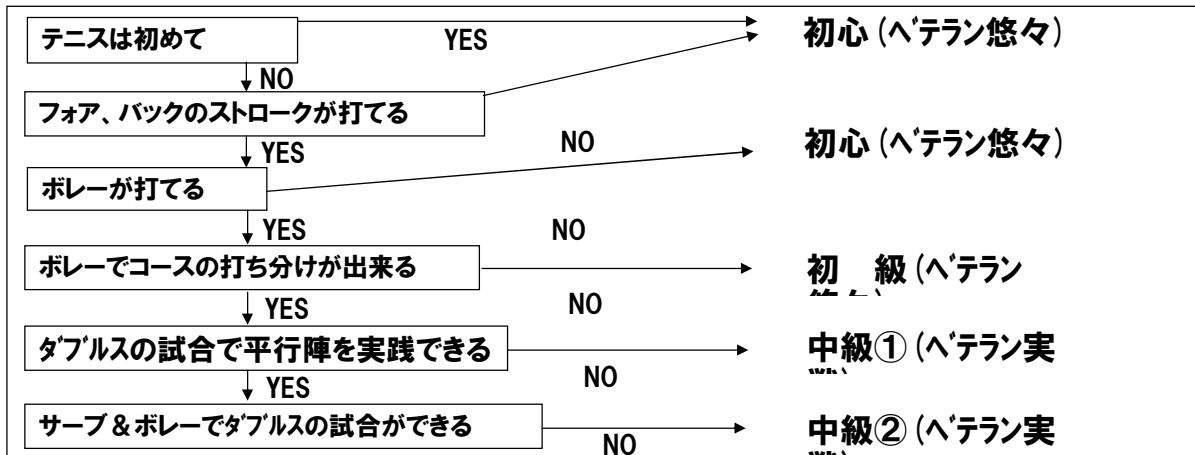 テニスは初めて
YES
初心(ベテラン悠々)
NO
フォア、バックのストロークが打てる
YES
NO
初心(ベテラン悠々)
ボレーが打てる
YES
NO
ボレーでコースの打ち分けが出来る
初　級(ベテラン
YES
NO
ダブルスの試合で平行陣を実践できる
中級①(ベテラン実
YES
NO
サーブ&ボレーでダブルスの試合ができる
中級②(ベテラン実
NO